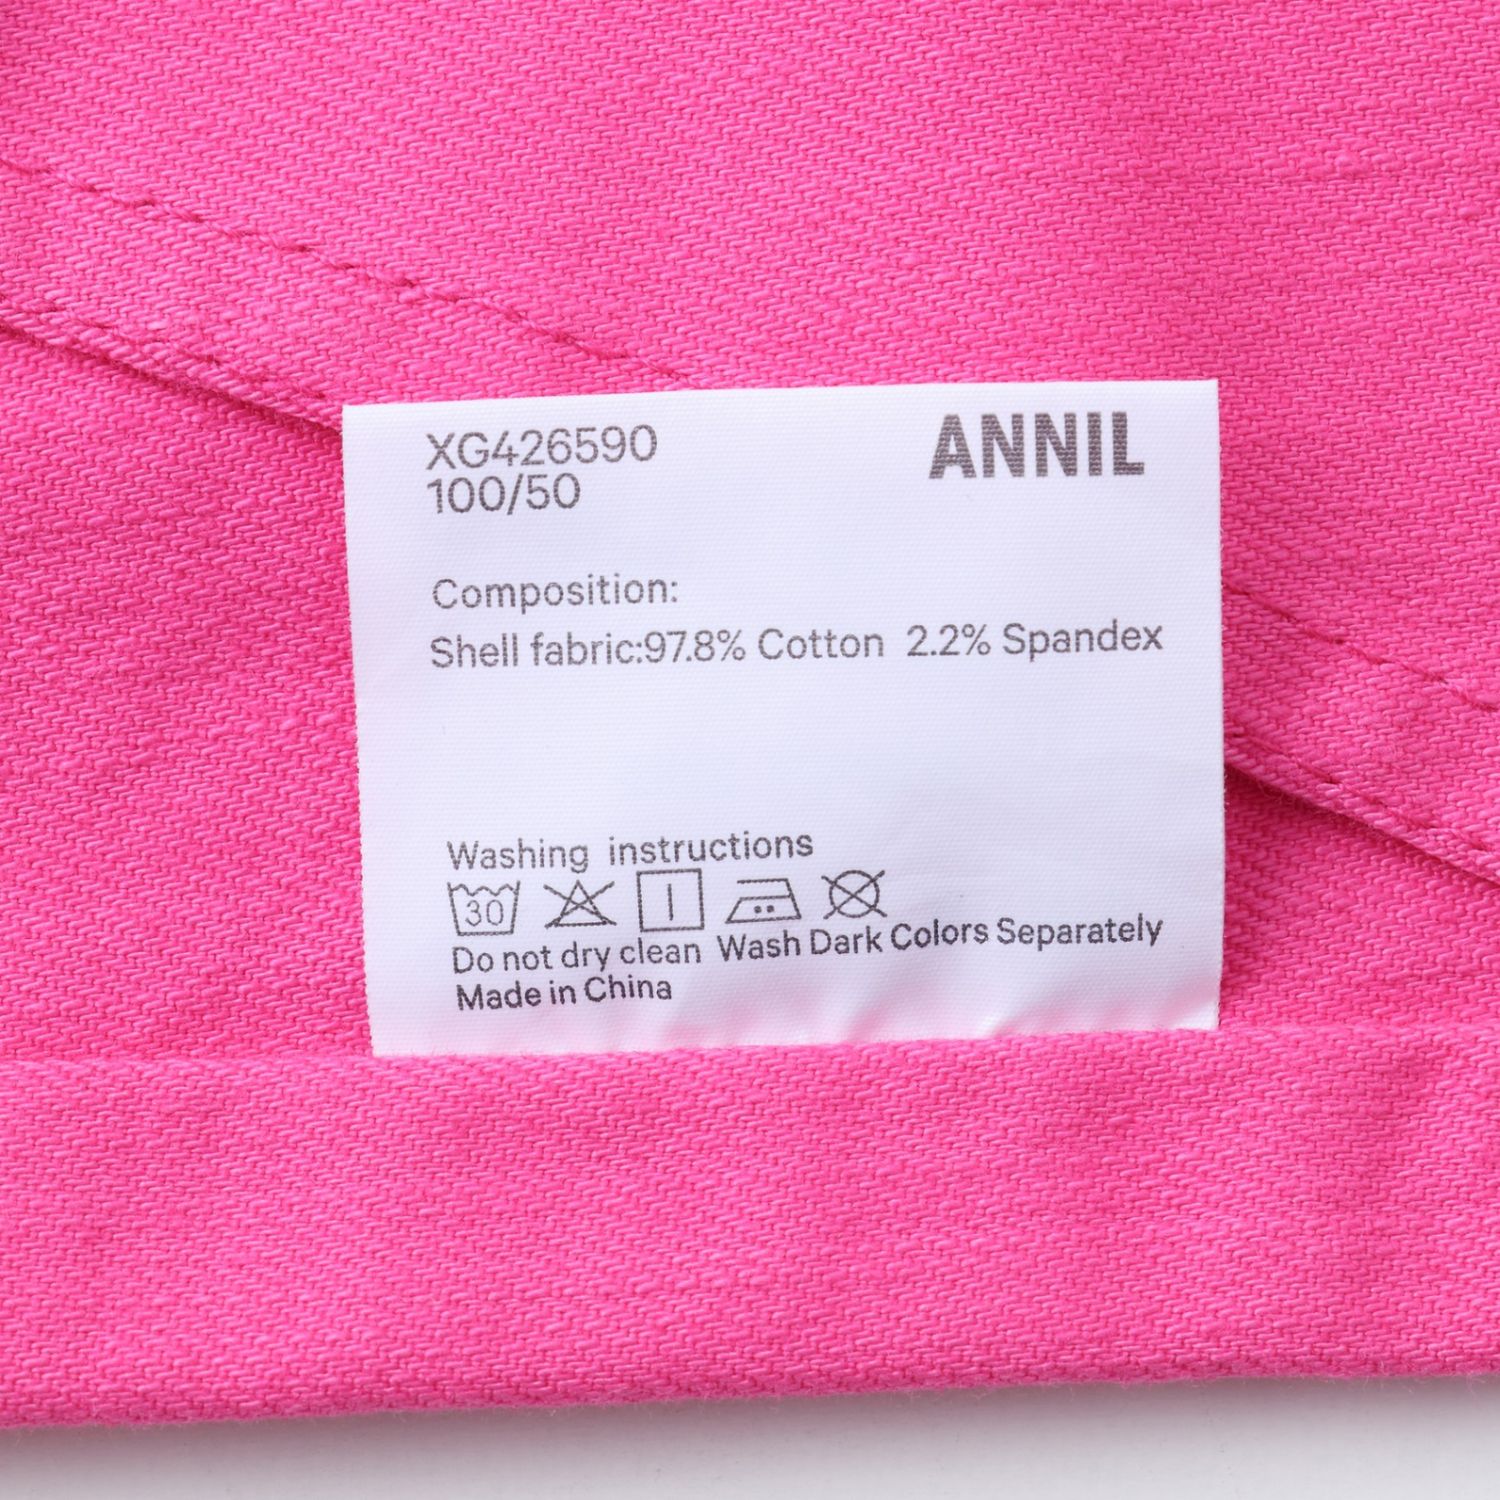 XG426590
100/50
ANNIL
Composition:
Shell fabric:97.8% Cotton  2.2% Spandex
Washing instructions
30
Do not dry clean Wash Dark Colors Separately
Made in China